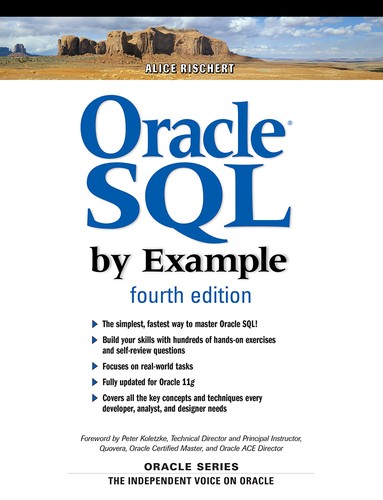 ALICE RISCHERT
Oracle®
SQL
by Example
fourth edition
The simplest, fastest way to master Oracle SQL!
Build your skills with hundreds of hands-on exercises
and self-review questions
Focuses on real-world tasks
Fully updated for Oracle 11g
Covers all the key concepts and techniques every
developer, analyst, and designer needs
Foreword by Peter Koletzke, Technical Director and Principal Instructor,
Quovera, Oracle Certified Master, and Oracle ACE Director
ORACLE SERIES
THE INDEPENDENT VOICE ON ORACLE